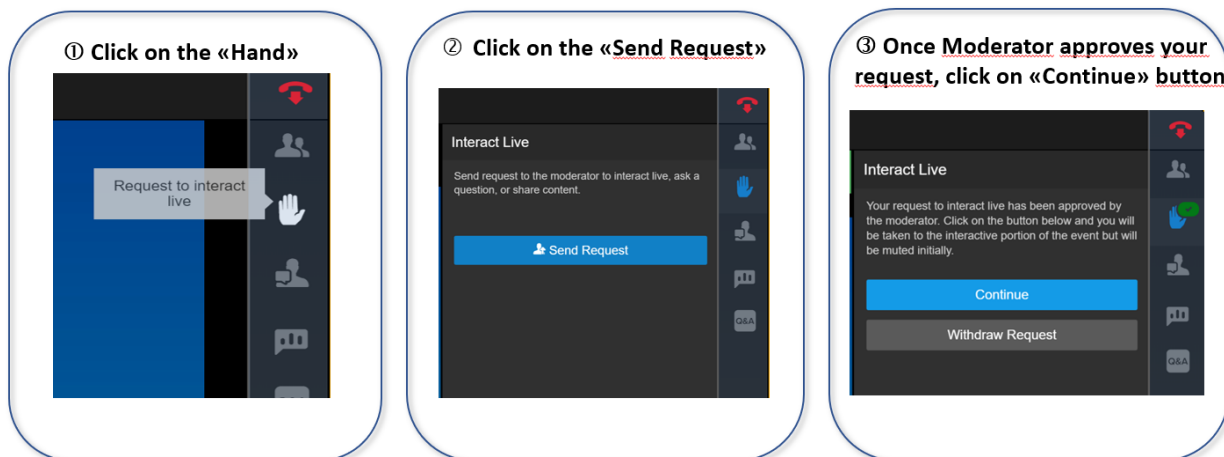 ① Click on the «Hand»
Request to interact
live
② Click on the «Send Request»
Interact Live
Send request to the moderator to interact live, ask a
question, or share content.
Send Request
Q&A
③ Once Moderator approves your
request, click on «Continue» button
Interact Live
Your request to interact live has been approved by
the moderator. Click on the button below and you will
be taken to the interactive portion of the event but will
be muted initially.
Continue
Withdraw Request
Q&A